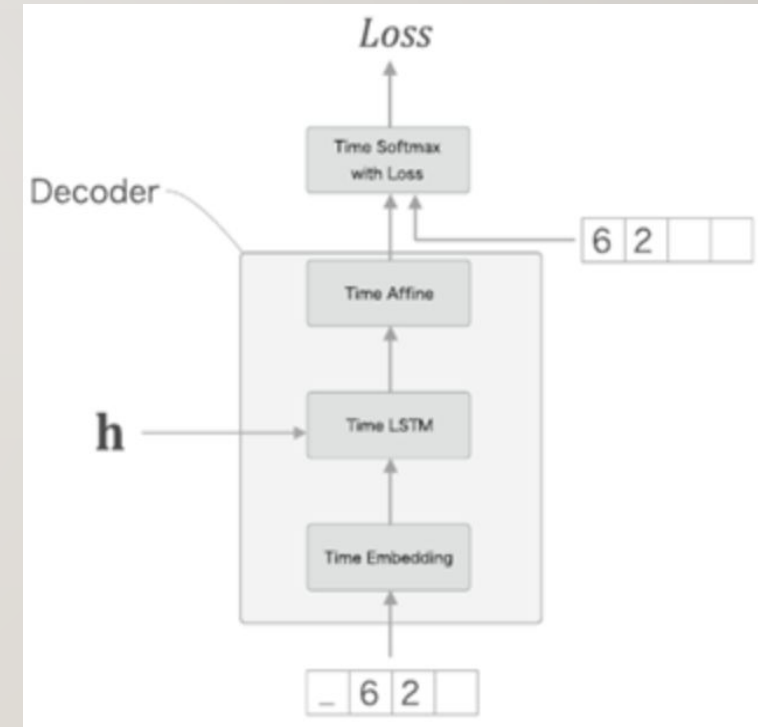 Loss
Time Softmax
with Loss
Decoder
6 2
Time Affine
h
Time LSTM
Time Embedding
_ 6 2